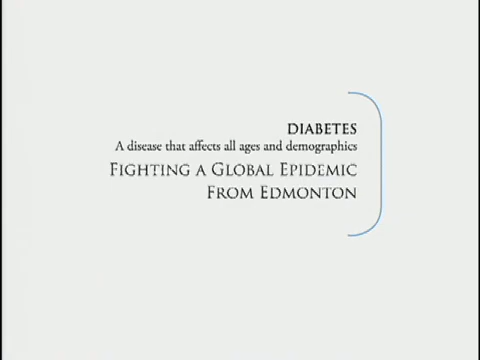 DIABETES
A disease that affects all ages and demographics
FIGHTING A GLOBAL EPIDEMIC
FROM EDMONTON